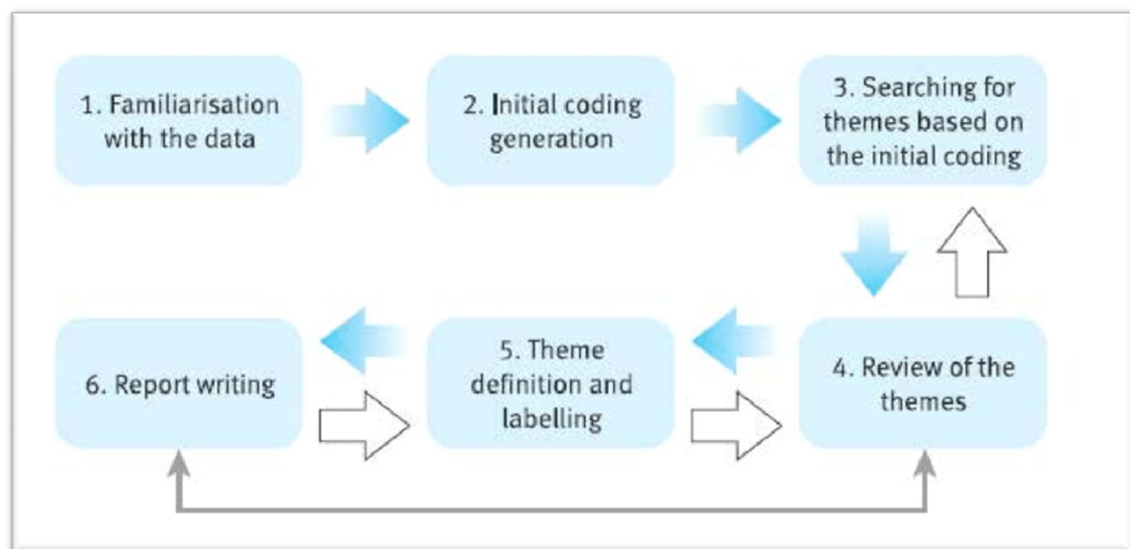 1. Familiarisation
with the data
2. Initial coding
generation
3. Searching for
themes based on
the initial coding
4. Review of the
themes
5. Theme
definition and
labelling
6. Report writing